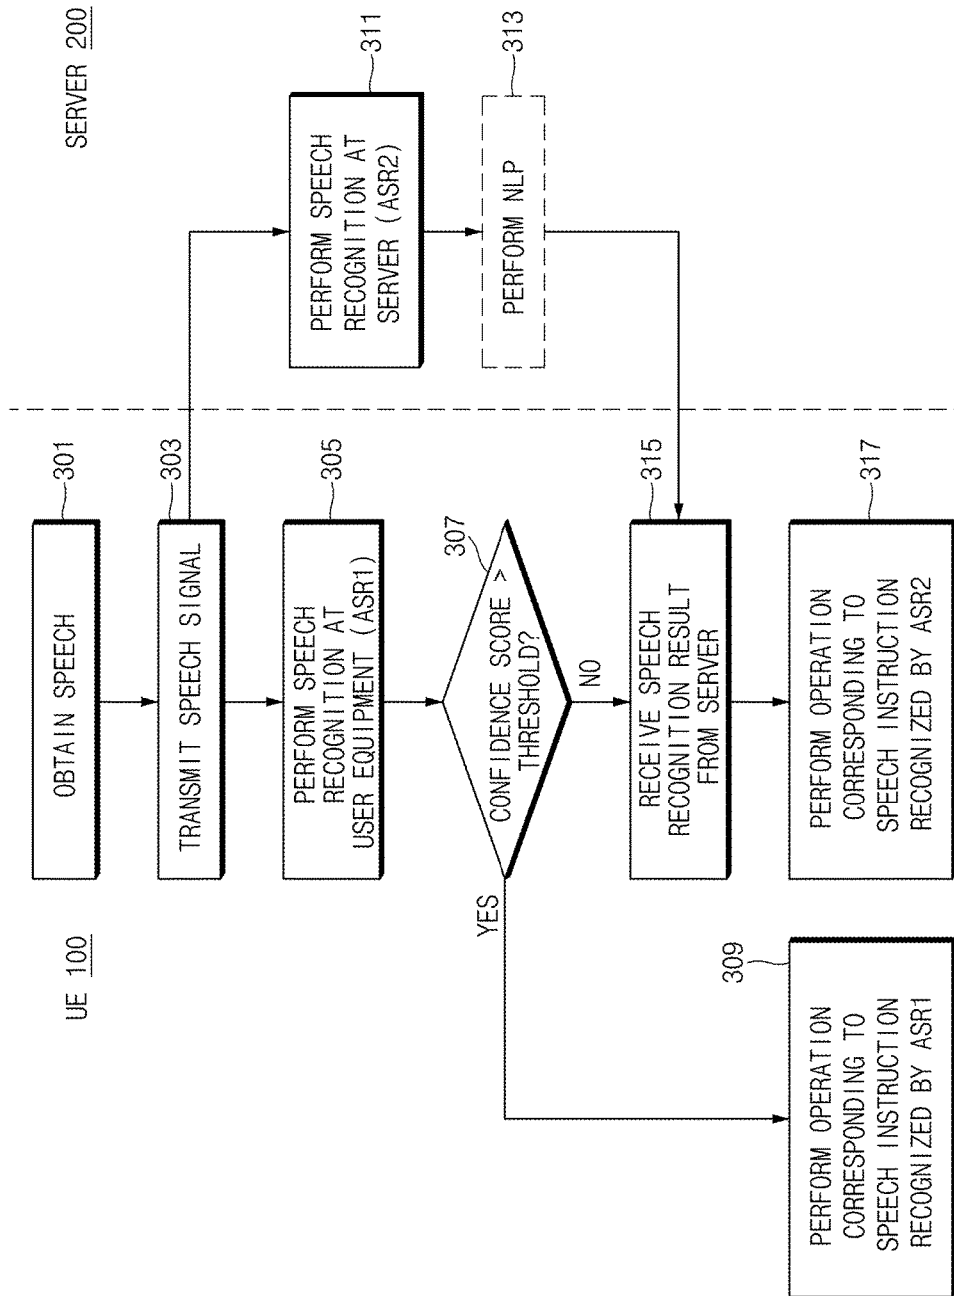 UE 100
SERVER 200
OBTAIN SPEECH
301
TRANSMIT SPEECH SIGNAL
303
PERFORM SPEECH
RECOGNITION AT
USER EQUIPMENT (ASR1)
305
PERFORM SPEECH
RECOGNITION AT
SERVER (ASR2)
311
CONFIDENCE SCORE >
THRESHOLD?
307
YES
NO
PERFORM NLP
313
RECEIVE SPEECH
RECOGNITION RESULT
FROM SERVER
315
PERFORM OPERATION
CORRESPONDING TO
SPEECH INSTRUCTION
RECOGNIZED BY ASR1
309
PERFORM OPERATION
CORRESPONDING TO
SPEECH INSTRUCTION
RECOGNIZED BY ASR2
317